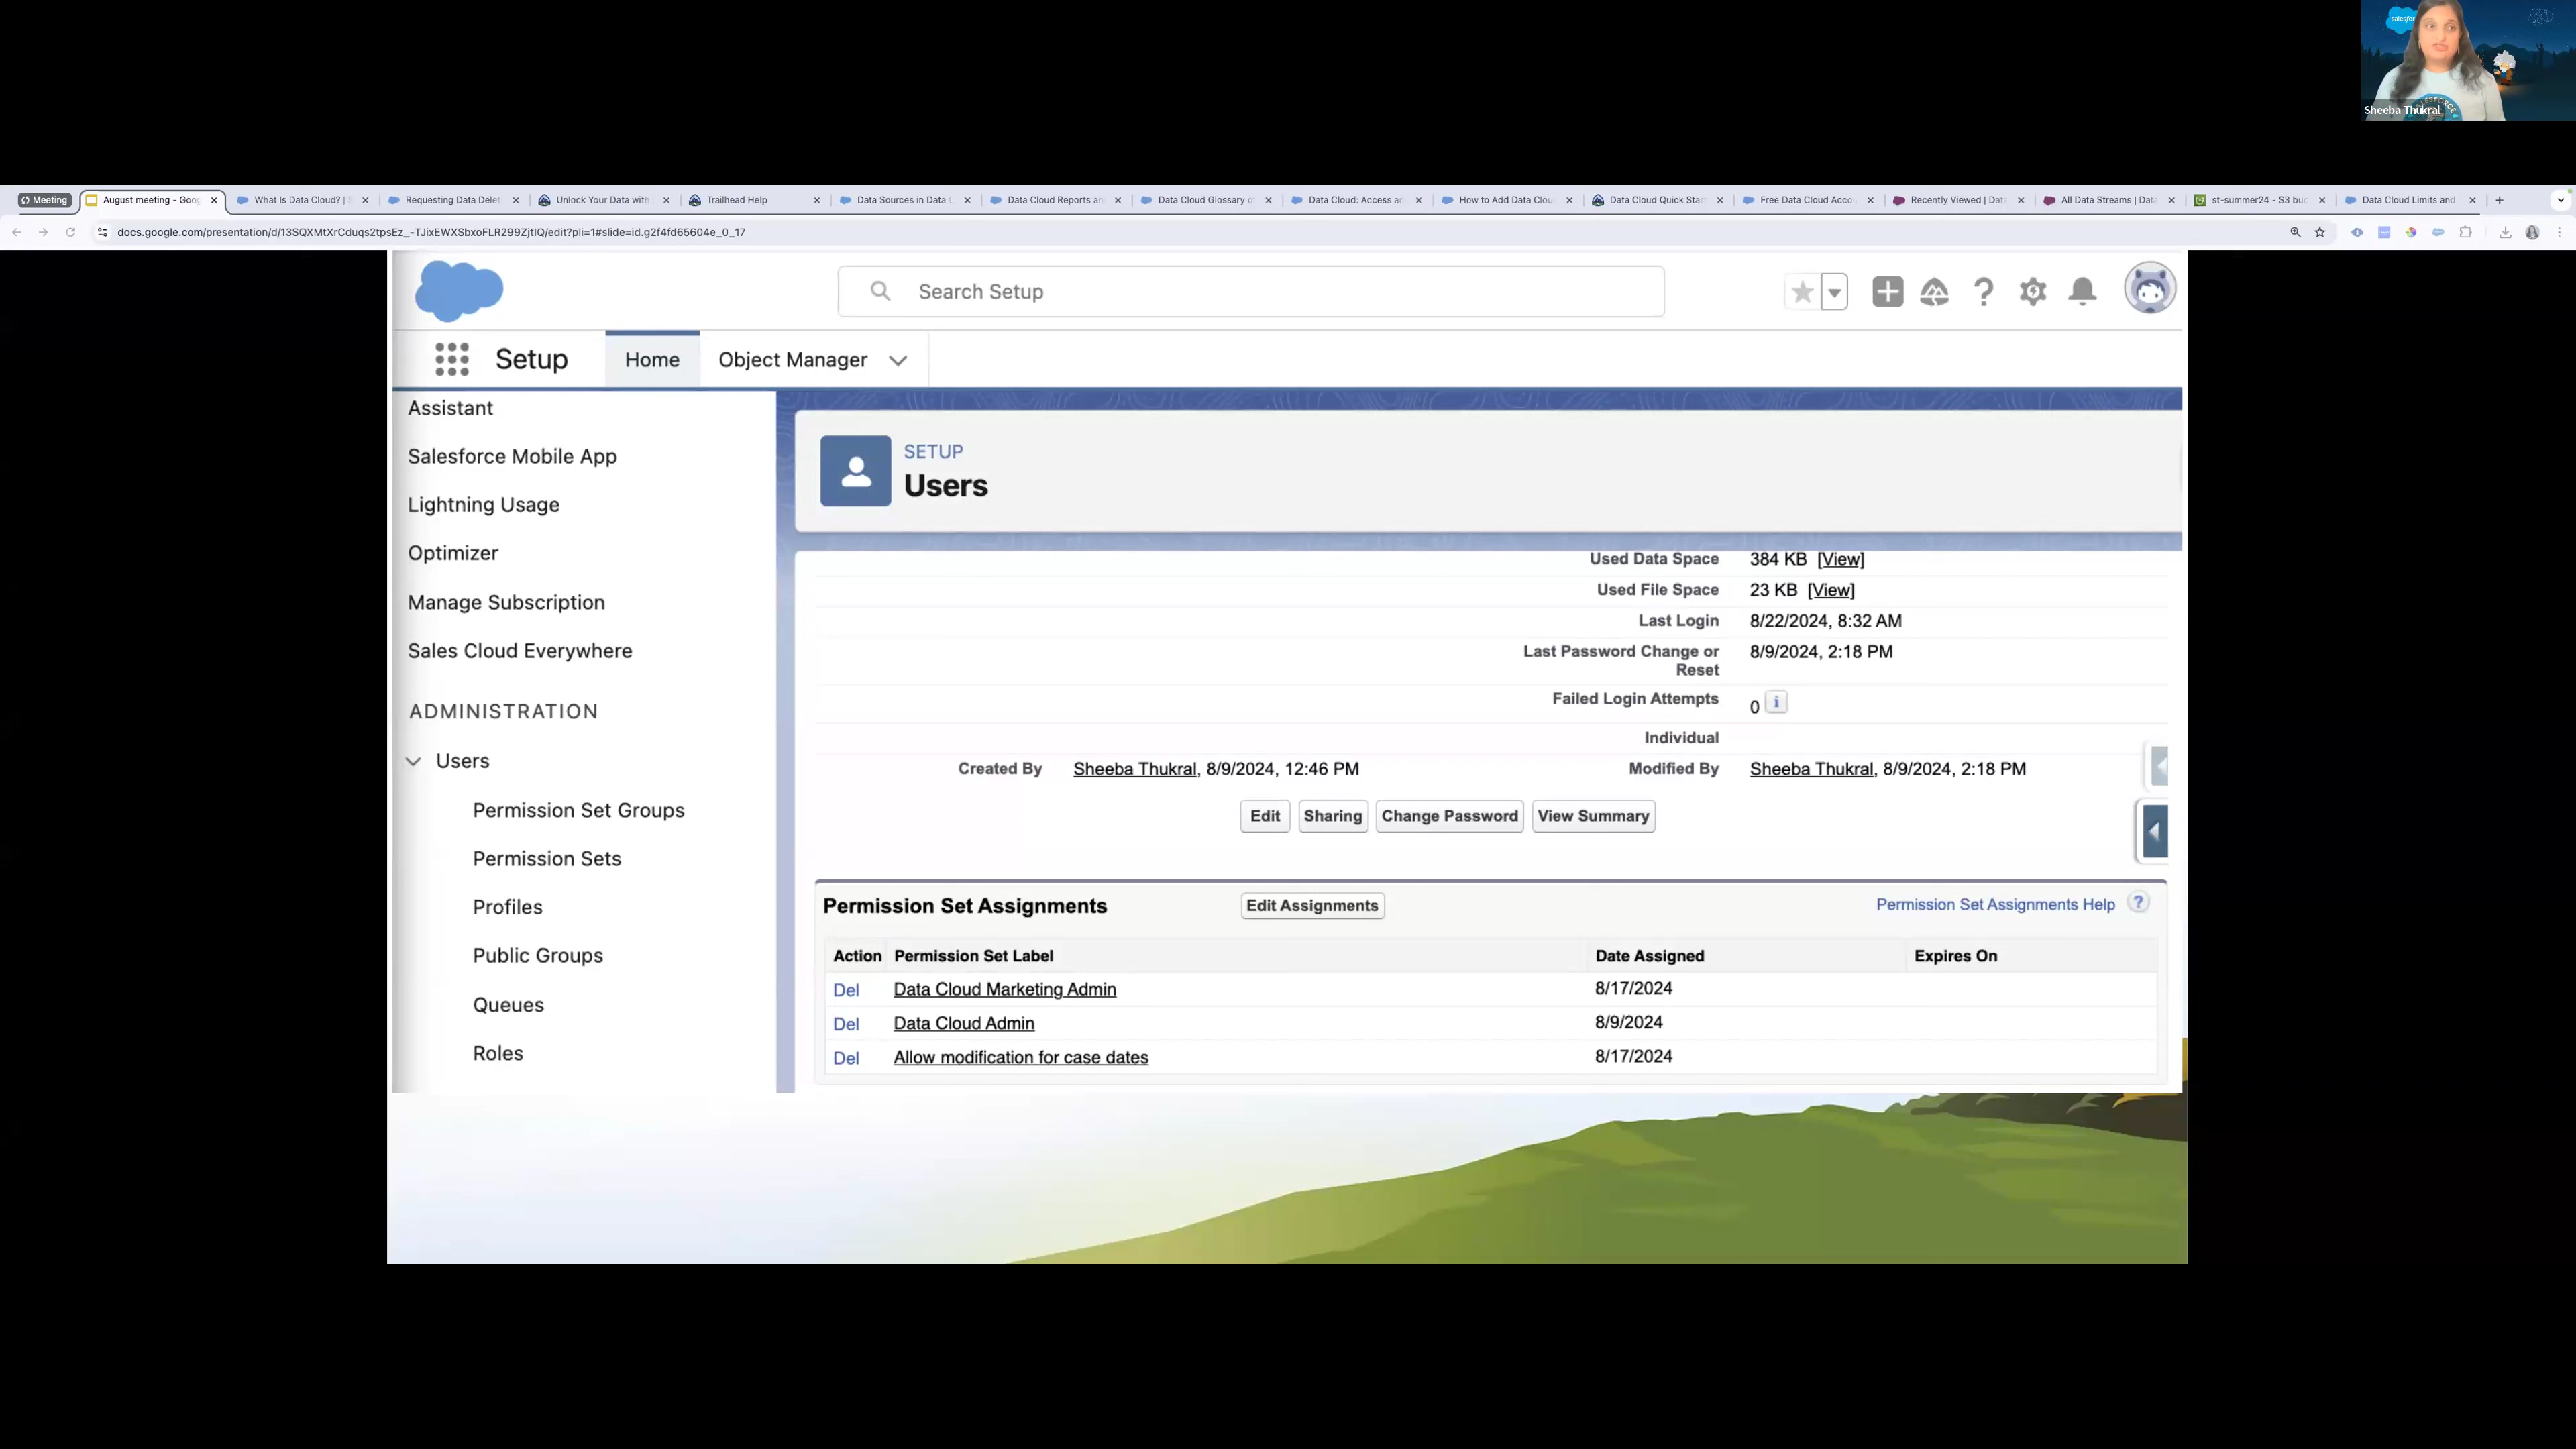 salesfor
Sheeba Thukral
Meeting
August meeting - Goog
What Is Data Cloud? | S
Requesting Data Delet
Unlock Your Data with
Trailhead Help
Data Sources in Data C
Data Cloud Reports an
Data Cloud Glossary o
Data Cloud: Access an
How to Add Data Clou
Data Cloud Quick Star
Free Data Cloud Accou
Recently Viewed | Data
All Data Streams | Data
st-summer24 - S3 buc
Data Cloud Limits and
docs.google.com/presentation/d/13SQXMtXrCduqs2tpsEz_-TJixEWXSbxoFLR299ZjtIQ/edit?pli=1#slide=id.g2f4fd65604e_0_17
Search Setup
Setup
Home
Object Manager
Assistant
Salesforce Mobile App
Lightning Usage
Optimizer
Manage Subscription
Sales Cloud Everywhere
ADMINISTRATION
Users
Permission Set Groups
Permission Sets
Profiles
Public Groups
Queues
Roles
SETUP
Users
Used Data Space 384 KB [View]
Used File Space 23 KB [View]
Last Login 8/22/2024, 8:32 AM
Last Password Change or Reset 8/9/2024, 2:18 PM
Failed Login Attempts 0
Individual
Created By Sheeba Thukral, 8/9/2024, 12:46 PM
Modified By Sheeba Thukral, 8/9/2024, 2:18 PM
Edit Sharing Change Password View Summary
Permission Set Assignments
Edit Assignments
Permission Set Assignments Help ?
Action Permission Set Label Date Assigned Expires On
Del Data Cloud Marketing Admin 8/17/2024
Del Data Cloud Admin 8/9/2024
Del Allow modification for case dates 8/17/2024